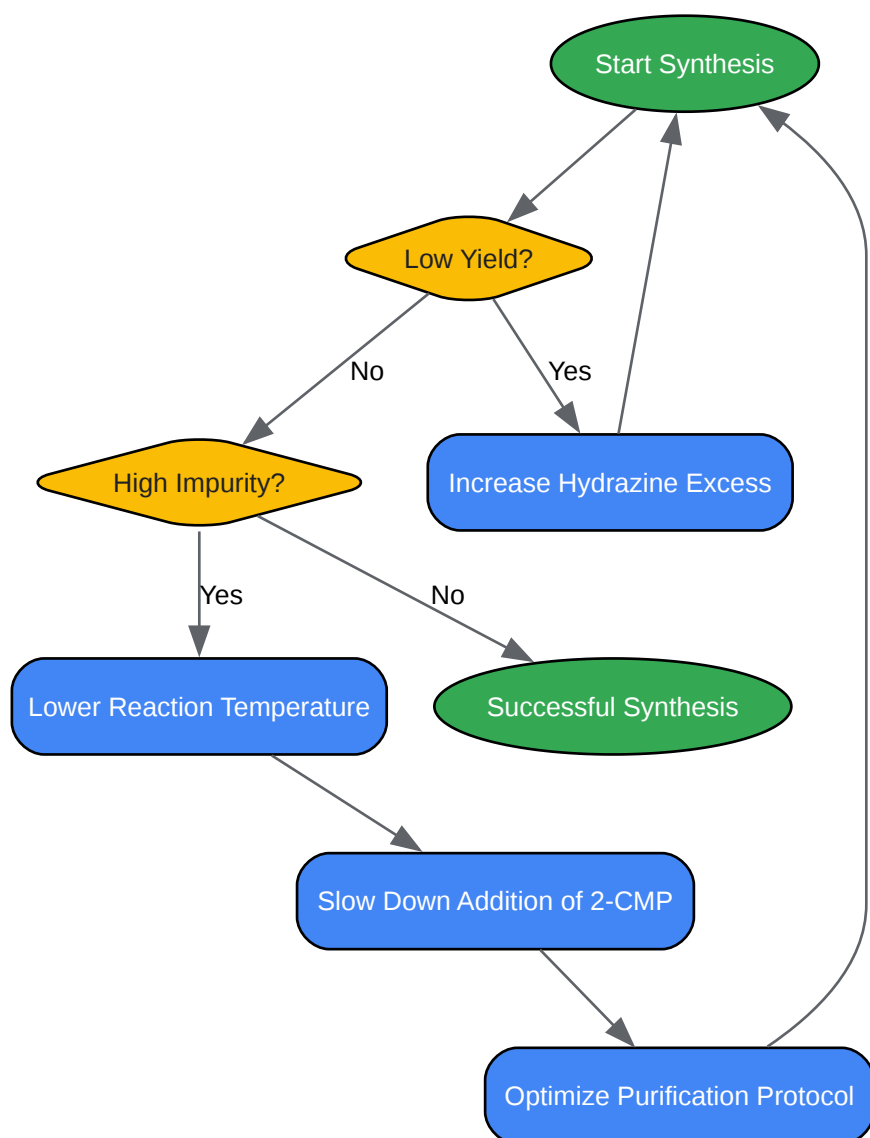 Start Synthesis
Low Yield?
No
Yes
High Impurity?
Increase Hydrazine Excess
Yes
No
Lower Reaction Temperature
Successful Synthesis
Slow Down Addition of 2-CMP
Optimize Purification Protocol